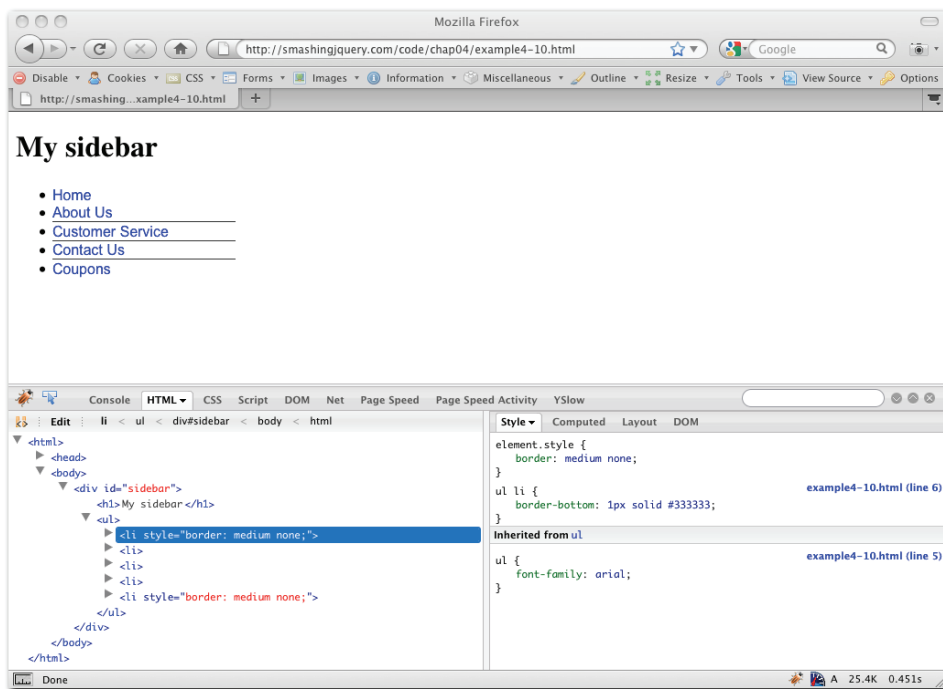 Mozilla Firefox
http://smashingjquery.com/code/chap04/example4-10.html
Google
Disable Cookies CSS Forms Images Information Miscellaneous Outline Resize Tools View Source Options
http://smashing...xample4-10.html +
My sidebar
• Home
• About Us
• Customer Service
• Contact Us
• Coupons
Console HTML CSS Script DOM Net Page Speed Page Speed Activity YSlow
Edit li < ul < div#sidebar < body < html
Style Computed Layout DOM
<html>
<head>
<body>
<div id="sidebar">
<h1>My sidebar</h1>
<ul>
<li style="border: medium none;">
<li>
<li>
<li>
<li style="border: medium none;">
</ul>
</div>
</body>
</html>
element.style {
border: medium none;
}
ul li { example4-10.html (line 6)
border-bottom: 1px solid #333333;
}
Inherited from ul
ul { example4-10.html (line 5)
font-family: arial;
}
Done
A 25.4K 0.451s